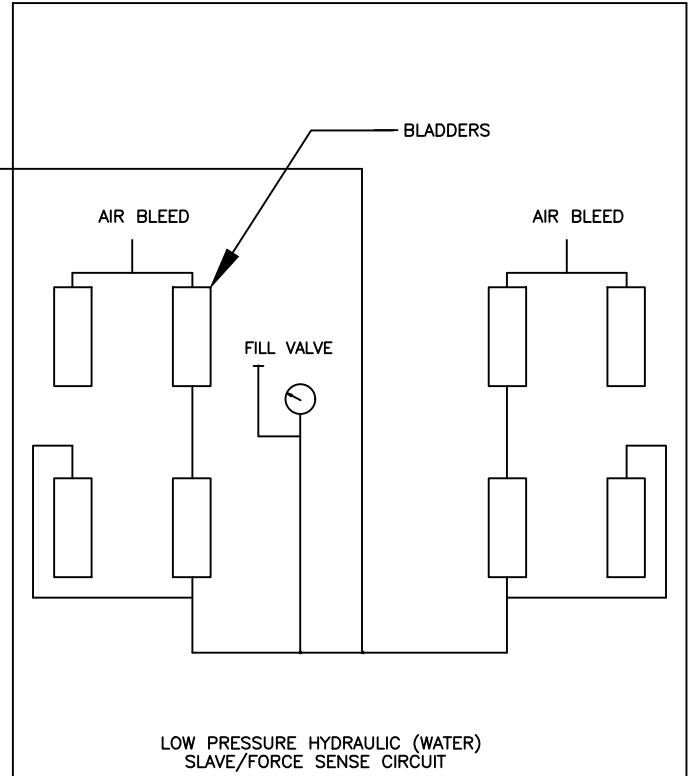 BLADDERS
AIR BLEED
AIR BLEED
FILL VALVE
LOW PRESSURE HYDRAULIC (WATER)
SLAVE/FORCE SENSE CIRCUIT